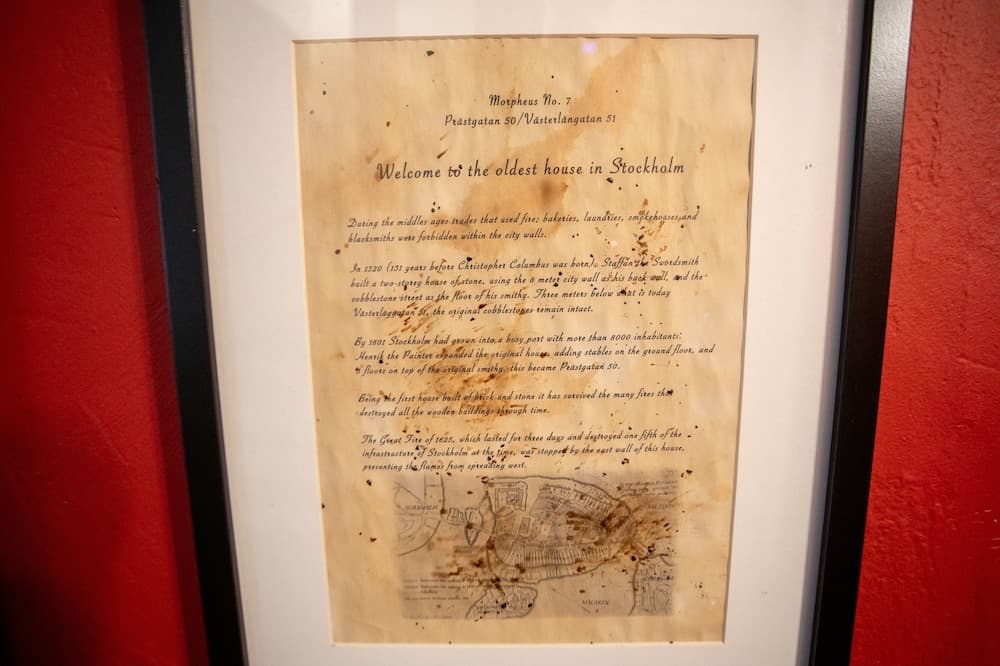 Morpheus No. 7
Prästgatan 50/Västerlångatan 51
Welcome to the oldest house in Stockholm
During the middles ages trades that used fire; bakeries, laundries, smokehouses and
blacksmiths were forbidden within the city walls.
In 1320 (131 years before Christopher Columbus was born), Staffan the Swordsmith
built a two-storey house of stone, using the 8 meter city wall as his back wall, and the
cobblestone street as the floor of his smithy. Three meters below what is today
Västerlåggatan 51, the original cobblestones remain intact.
By 1601 Stockholm had grown into a busy port with more than 8000 inhabitants.
Henrik the Painter expanded the original house, adding stables on the ground floor, and
floors on top of the original smithy, this became Prästgatan 50.
Being the first house built of brick and stone it has survived the many fires that
destroyed all the wooden buildings through time.
The Great Fire of 1625, which lasted for three days and destroyed one fifth of the
infrastructure of Stockholm at the time, was stopped by the east wall of this house,
preventing the flames from spreading west.
MÄLAREN